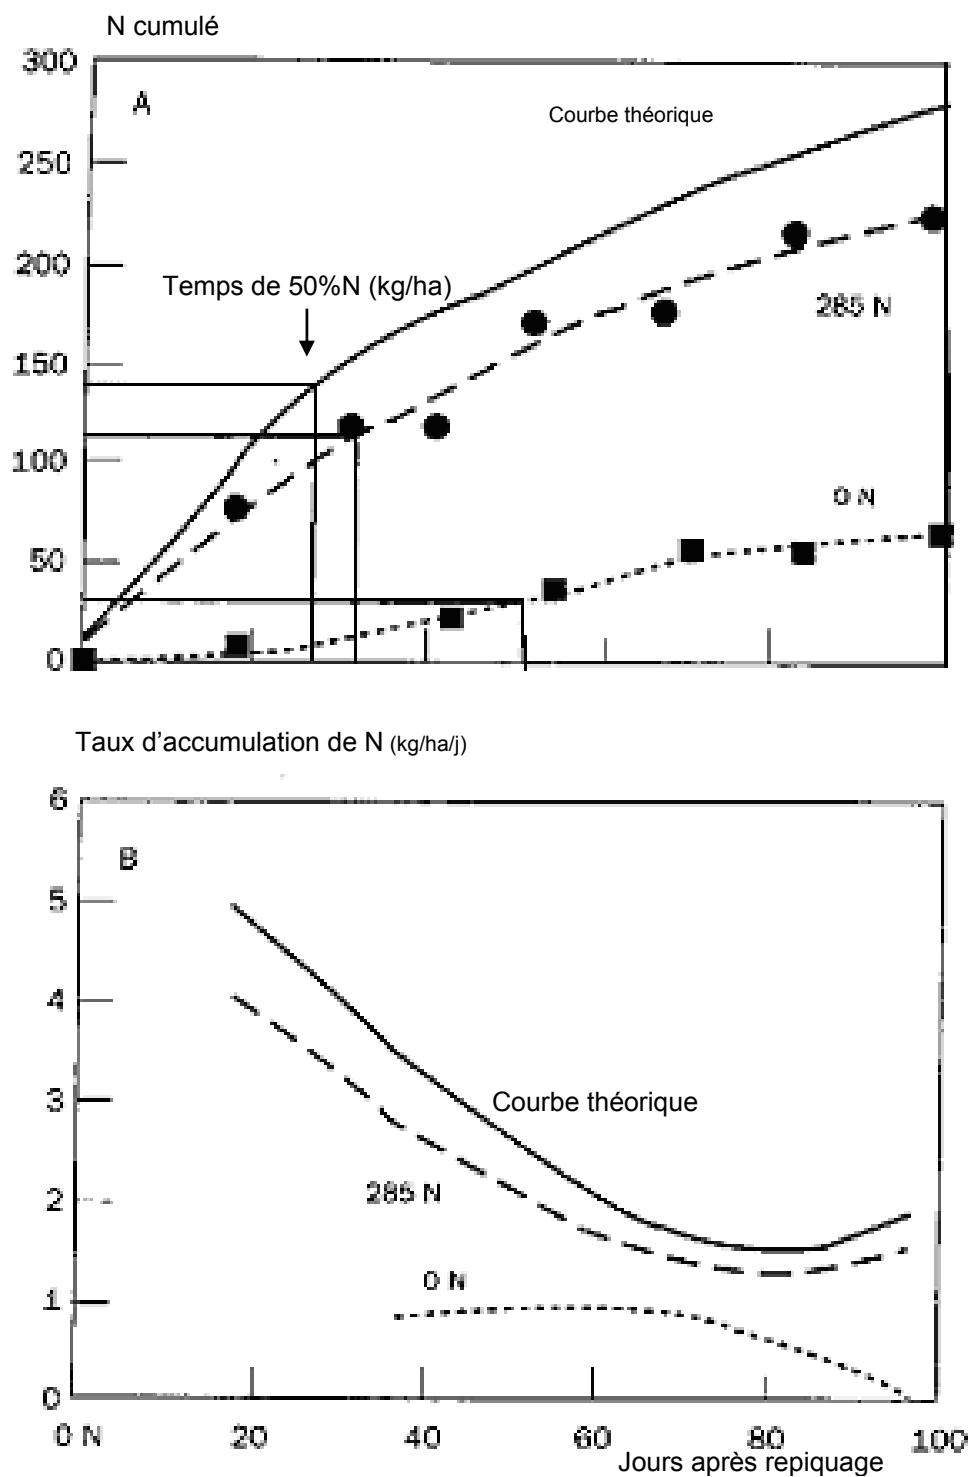 N cumulé
300
A
Courbe théorique
250
200
Temps de 50%N (kg/ha)
285 N
150
100
0 N
50
0
Taux d'accumulation de N (kg/ha/j)
6
B
5
4
3
Courbe théorique
285 N
2
0 N
1
0
0 N 20 40 60 80 100
Jours après repiquage